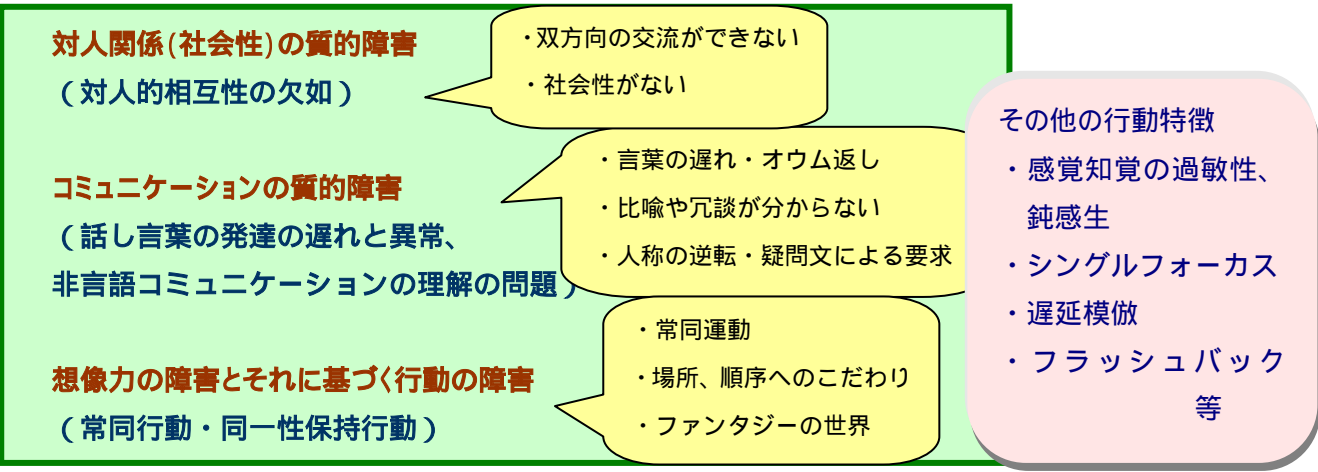 対人関係(社会性)の質的障害
(対人的相互性の欠如)
・双方向の交流ができない
・社会性がない
コミュニケーションの質的障害
(話し言葉の発達の遅れと異常、
非言語コミュニケーションの理解の問題)
・言葉の遅れ・オウム返し
・比喩や冗談が分からない
・人称の逆転・疑問文による要求
想像力の障害とそれに基づく行動の障害
(常同行動・同一性保持行動)
・常同運動
・場所、順序へのこだわり
・ファンタジーの世界
その他の行動特徴
・感覚知覚の過敏性、
鈍感生
・シングルフォーカス
・遅延模倣
・フラッシュバック
等